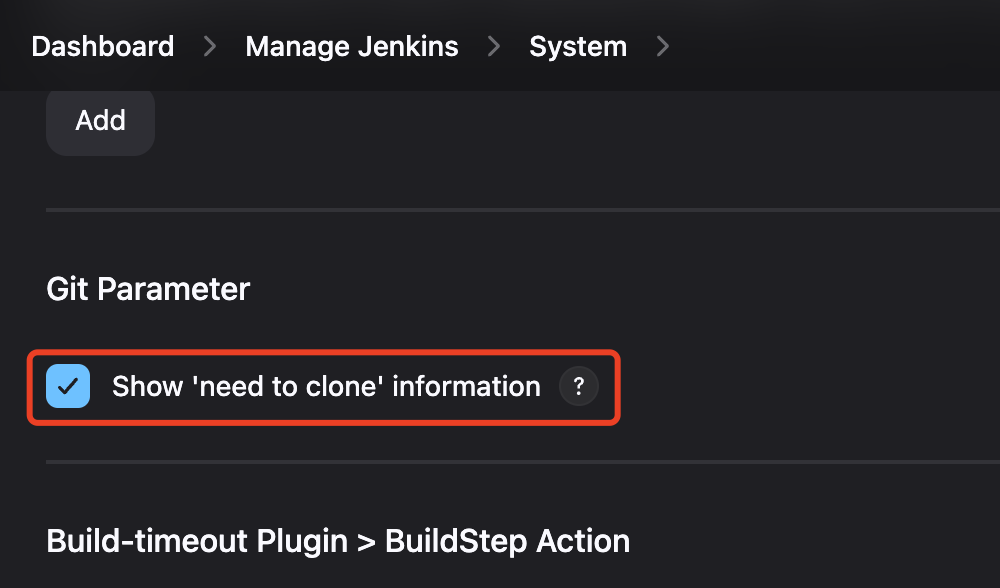 Dashboard > Manage Jenkins > System >
Add
Git Parameter
Show 'need to clone' information ?
Build-timeout Plugin > BuildStep Action